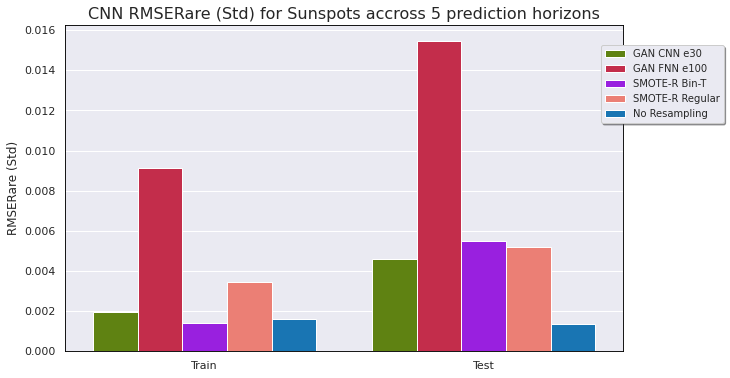 CNN RMSERare (Std) for Sunspots accross 5 prediction horizons
RMSERare (Std)
0.016
0.014
0.012
0.010
0.008
0.006
0.004
0.002
0.000
Train
Test
GAN CNN e30
GAN FNN e100
SMOTE-R Bin-T
SMOTE-R Regular
No Resampling